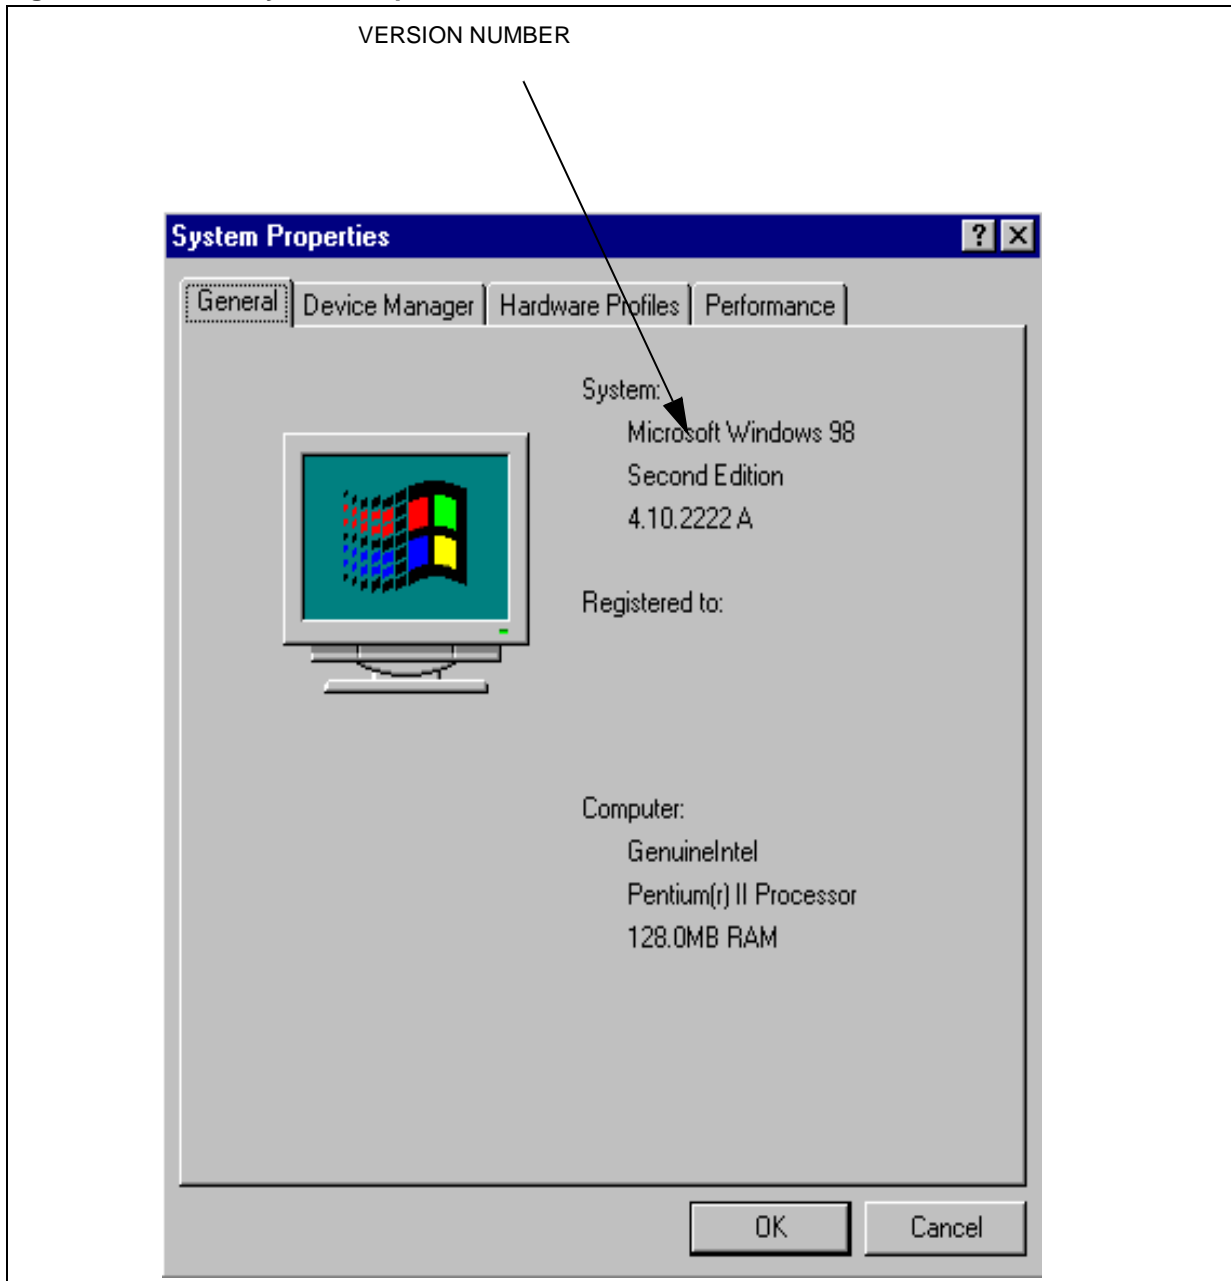 VERSION NUMBER
System Properties
General Device Manager Hardware Profiles Performance
System:
Microsoft Windows 98
Second Edition
4.10.2222 A
Registered to:
Computer:
GenuineIntel
Pentium(r) II Processor
128.0MB RAM
OK Cancel